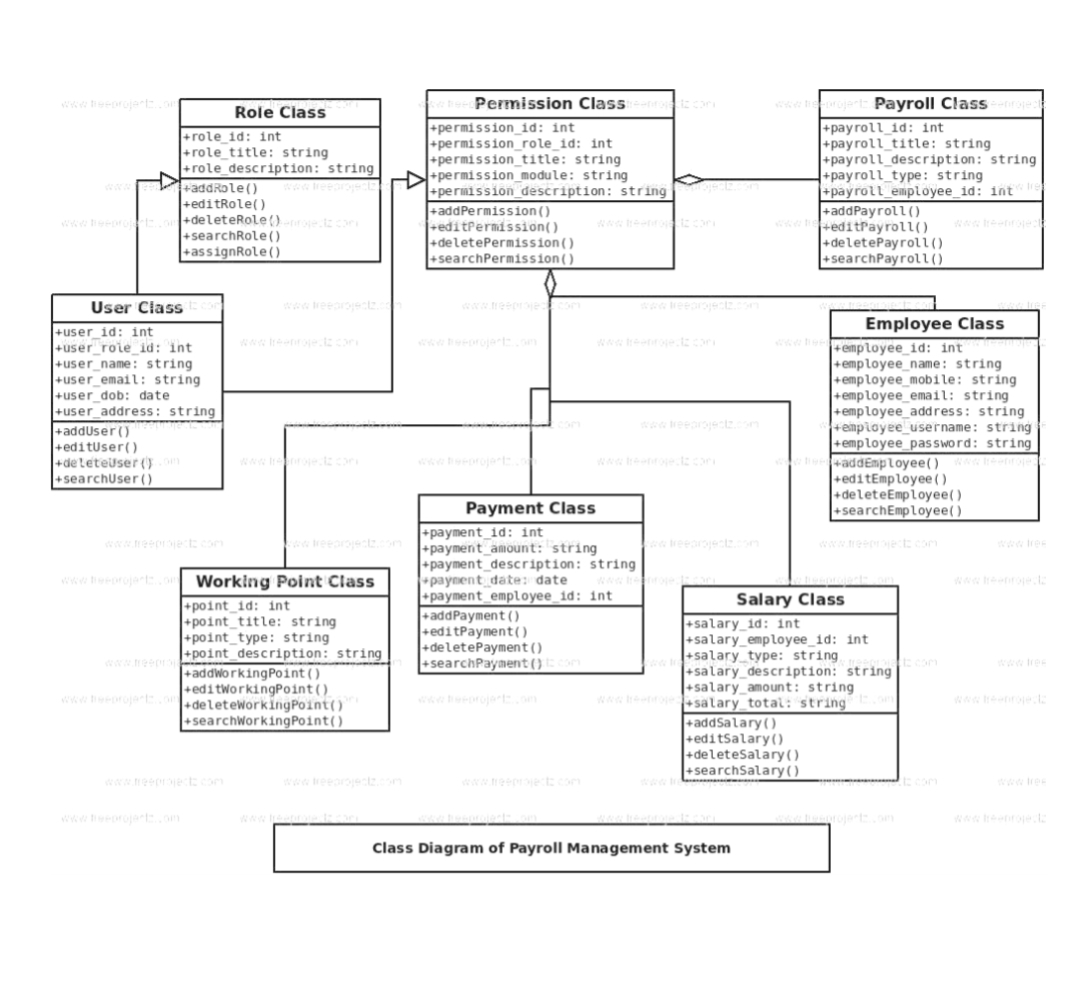 Role Class
+role_id: int
+role_title: string
+role_description: string
+addRole()
+editRole()
+deleteRole()
+searchRole()
+assignRole()
Permission Class
+permission_id: int
+permission_role_id: int
+permission_title: string
+permission_module: string
+permission_description: string
+addPermission()
+editPermission()
+deletePermission()
+searchPermission()
Payroll Class
+payroll_id: int
+payroll_title: string
+payroll_description: string
+payroll_type: string
+payroll_employee_id: int
+addPayroll()
+editPayroll()
+deletePayroll()
+searchPayroll()
User Class
+user_id: int
+user_role_id: int
+user_name: string
+user_email: string
+user_dob: date
+user_address: string
+addUser()
+editUser()
+deleteUser()
+searchUser()
Employee Class
+employee_id: int
+employee_name: string
+employee_mobile: string
+employee_email: string
+employee_address: string
+employee_username: string
+employee_password: string
+addEmployee()
+editEmployee()
+deleteEmployee()
+searchEmployee()
Payment Class
+payment_id: int
+payment_amount: string
+payment_description: string
+payment_date: date
+payment_employee_id: int
+addPayment()
+editPayment()
+deletePayment()
+searchPayment()
Working Point Class
+point_id: int
+point_title: string
+point_type: string
+point_description: string
+addWorkingPoint()
+editWorkingPoint()
+deleteWorkingPoint()
+searchWorkingPoint()
Salary Class
+salary_id: int
+salary_employee_id: int
+salary_type: string
+salary_description: string
+salary_amount: string
+salary_total: string
+addSalary()
+editSalary()
+deleteSalary()
+searchSalary()
Class Diagram of Payroll Management System